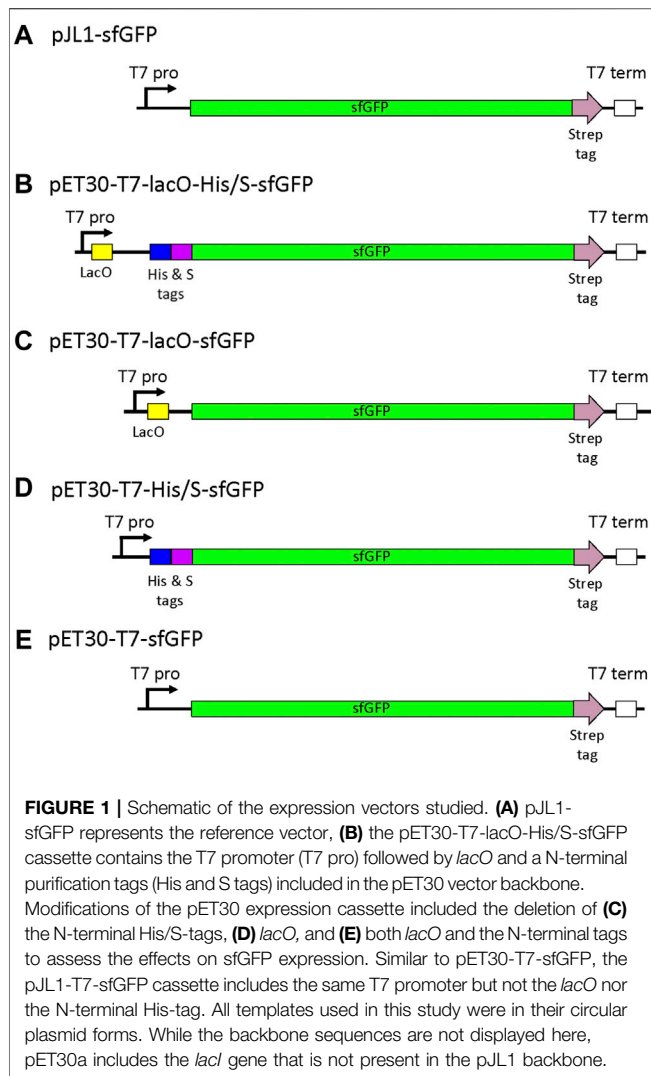 A pJL1-sfGFP
T7 pro
T7 term
sfGFP
Strep
tag
B pET30-T7-lacO-His/S-sfGFP
T7 pro
T7 term
sfGFP
LacO
His & S
tags
Strep
tag
C pET30-T7-lacO-sfGFP
T7 pro
T7 term
sfGFP
LacO
Strep
tag
D pET30-T7-His/S-sfGFP
T7 pro
T7 term
sfGFP
His & S
tags
Strep
tag
E pET30-T7-sfGFP
T7 pro
T7 term
sfGFP
Strep
tag
FIGURE 1 | Schematic of the expression vectors studied. (A) pJL1-
sfGFP represents the reference vector, (B) the pET30-T7-lacO-His/S-sfGFP
cassette contains the T7 promoter (T7 pro) followed by lacO and a N-terminal
purification tags (His and S tags) included in the pET30 vector backbone.
Modifications of the pET30 expression cassette included the deletion of (C)
the N-terminal His/S-tags, (D) lacO, and (E) both lacO and the N-terminal tags
to assess the effects on sfGFP expression. Similar to pET30-T7-sfGFP, the
pJL1-T7-sfGFP cassette includes the same T7 promoter but not the lacO nor
the N-terminal His-tag. All templates used in this study were in their circular
plasmid forms. While the backbone sequences are not displayed here,
pET30a includes the lacI gene that is not present in the pJL1 backbone.